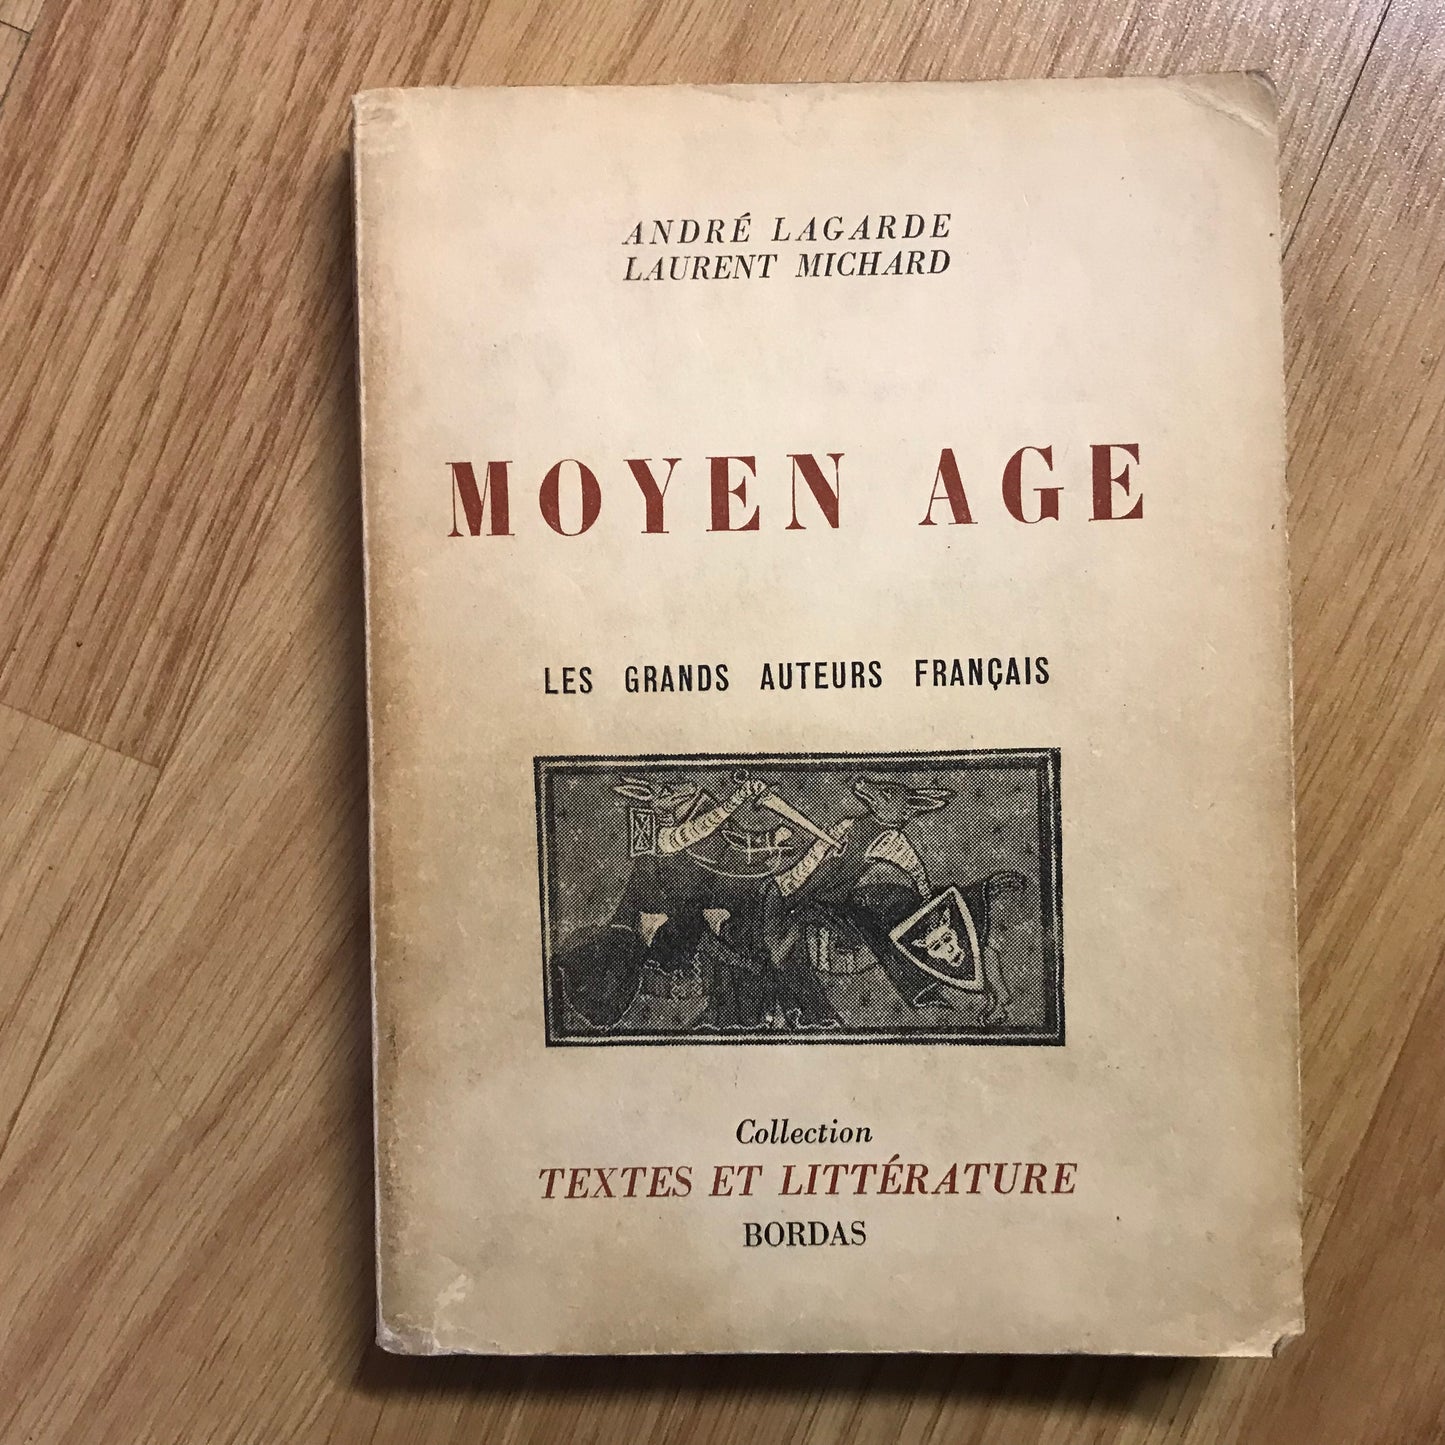 ANDRÉ LAGARDE
LAURENT MICHARD
MOYEN AGE
LES GRANDS AUTEURS FRANÇAIS
Collection
TEXTES ET LITTÉRATURE
BORDAS